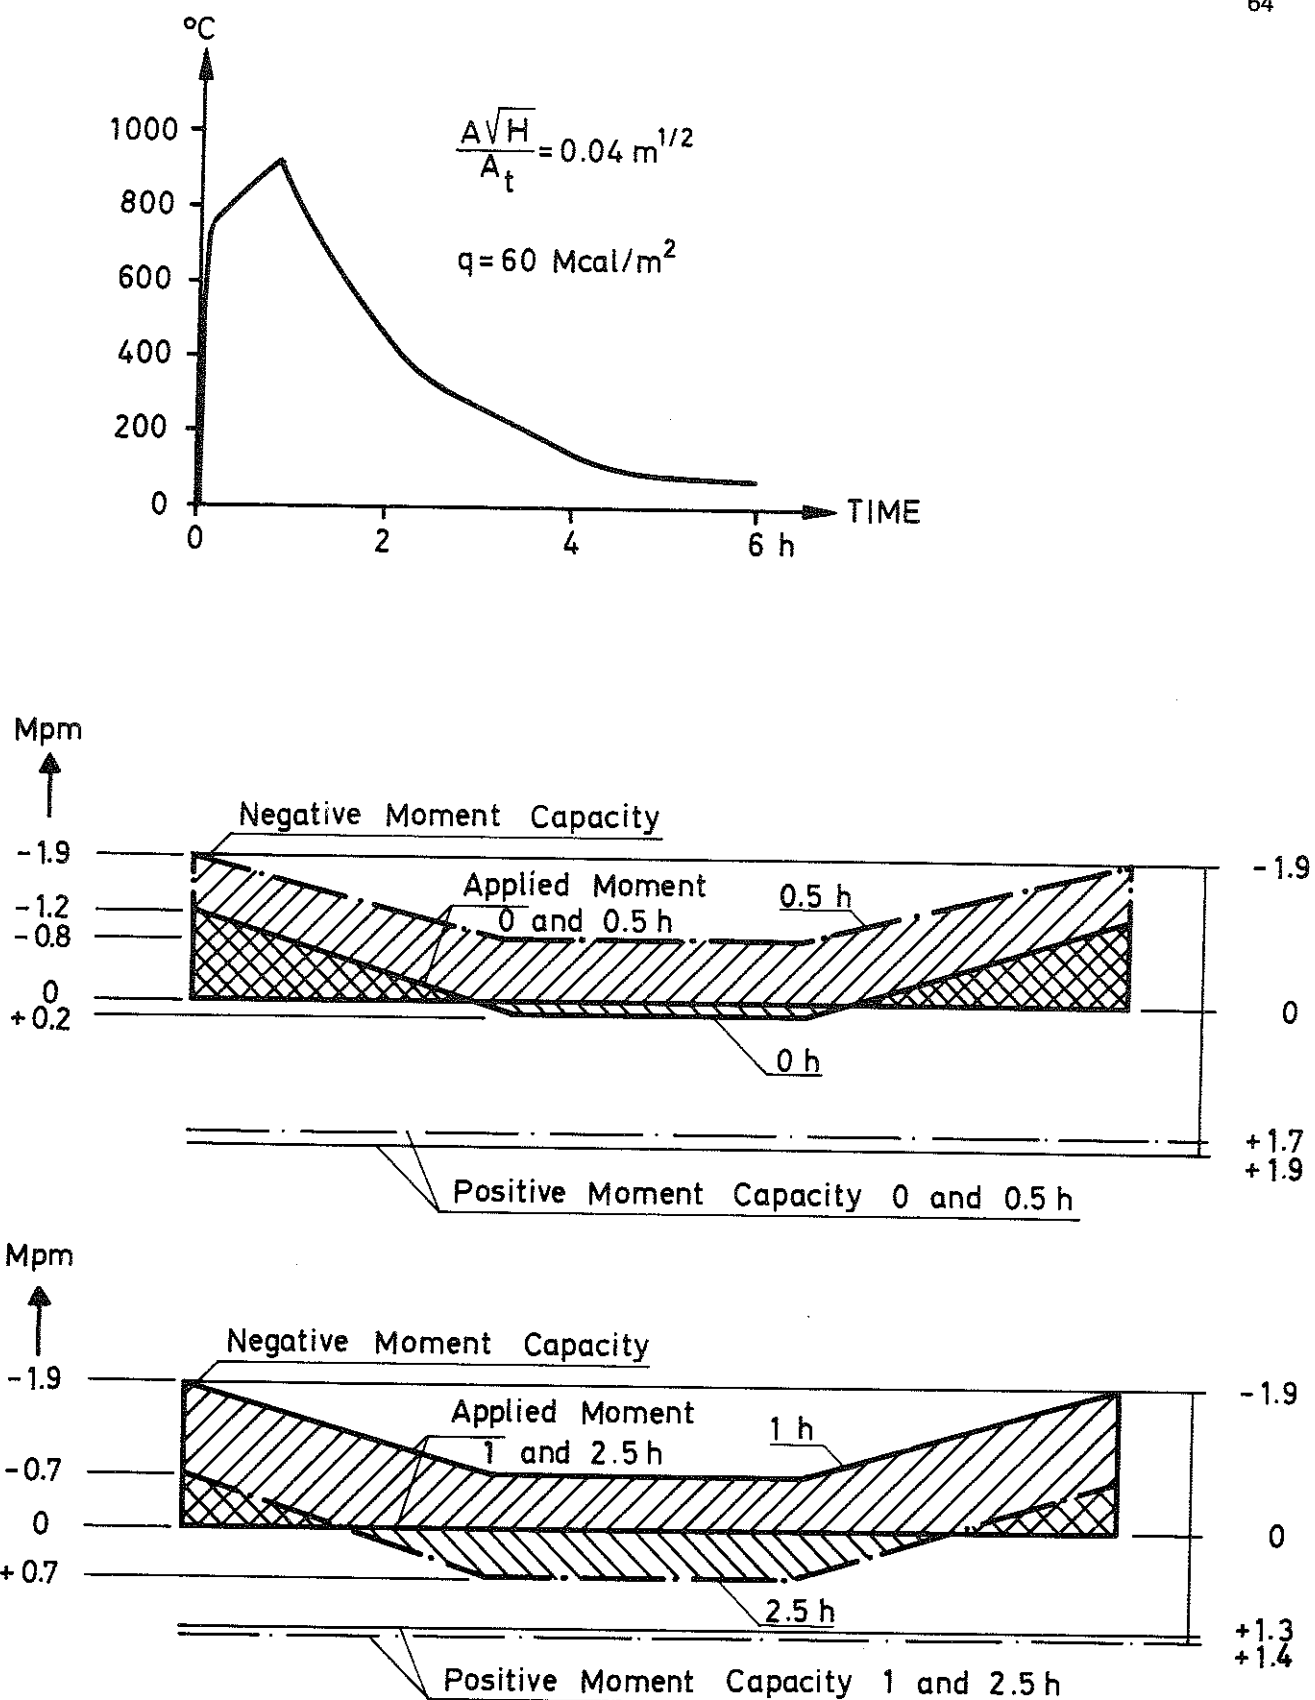 64
°C
1000
800
600
400
200
0
A√H
A_t = 0.04 m^1/2
q = 60 Mcal/m²
0
2
4
6 h
TIME
Mpm
Negative Moment Capacity
-1.9
-1.9
Applied Moment
0 and 0.5 h
0.5 h
-1.2
-0.8
0
0
+0.2
0 h
+1.7
+1.9
Positive Moment Capacity 0 and 0.5 h
Mpm
Negative Moment Capacity
-1.9
-1.9
Applied Moment
1 and 2.5 h
1 h
-0.7
0
0
+0.7
2.5 h
+1.3
+1.4
Positive Moment Capacity 1 and 2.5 h